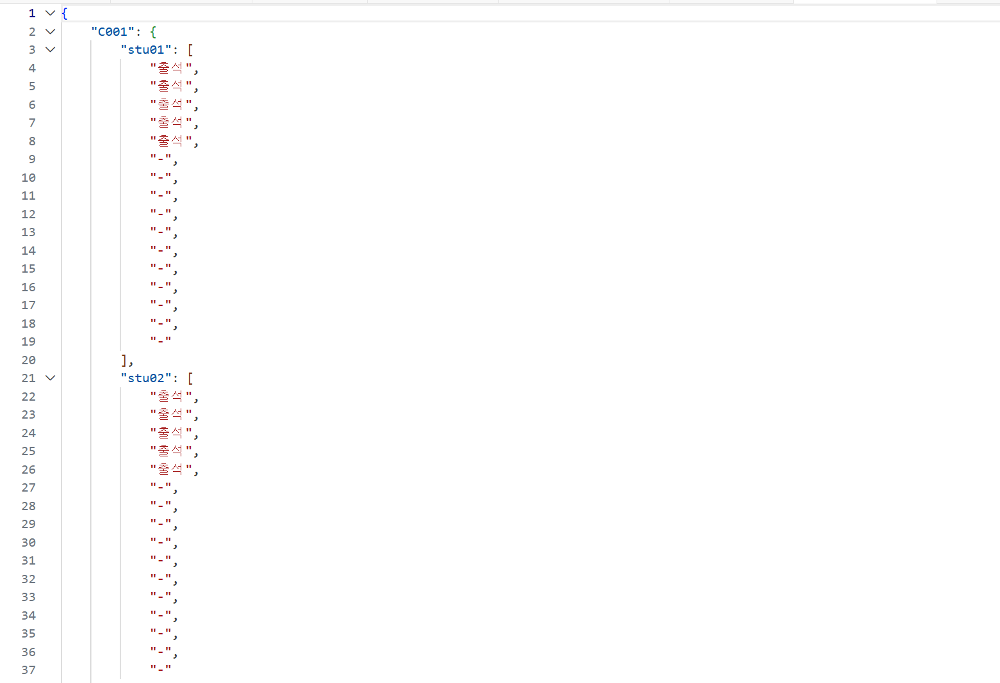 1 {
2 "C001": {
3 "stu01": [
4 "출석",
5 "출석",
6 "출석",
7 "출석",
8 "출석",
9 "-",
10 "-",
11 "-",
12 "-",
13 "-",
14 "-",
15 "-",
16 "-",
17 "-",
18 "-",
19 "-"
20 ],
21 "stu02": [
22 "출석",
23 "출석",
24 "출석",
25 "출석",
26 "출석",
27 "-",
28 "-",
29 "-",
30 "-",
31 "-",
32 "-",
33 "-",
34 "-",
35 "-",
36 "-",
37 "-"